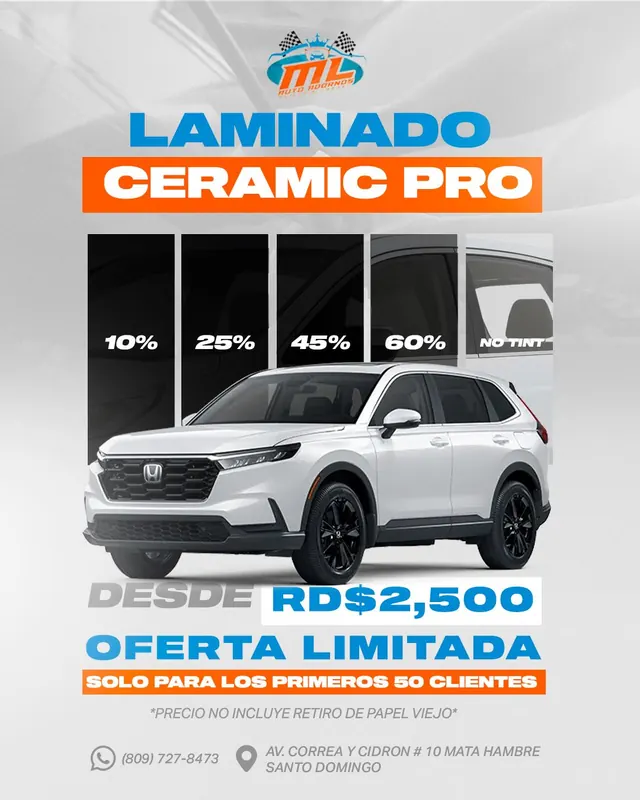 ML
AUTO ADORNOS
LAMINADO
CERAMIC PRO
10%
25%
45%
60%
NO TINT
DESDE RD$2,500
OFERTA LIMITADA
SOLO PARA LOS PRIMEROS 50 CLIENTES
*PRECIO NO INCLUYE RETIRO DE PAPEL VIEJO*
(809) 727-8473
AV. CORREA Y CIDRON # 10 MATA HAMBRE
SANTO DOMINGO